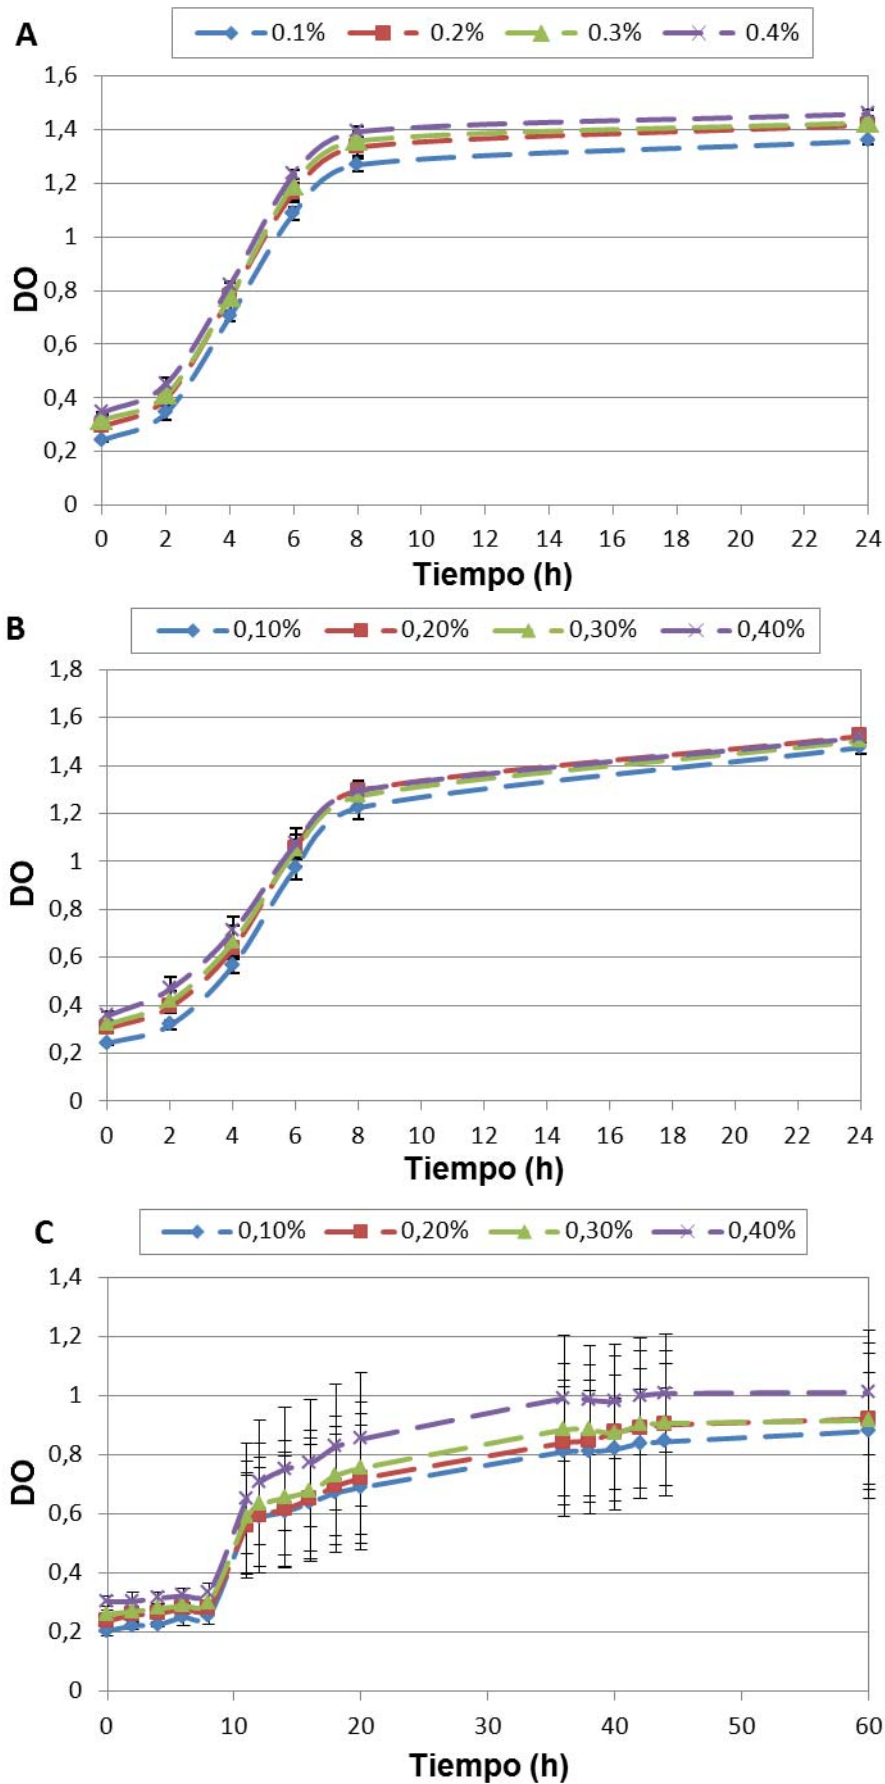 A
0.1% 0.2% 0.3% 0.4%
1,6
1,4
1,2
1
0,8
0,6
0,4
0,2
0
DO
0 2 4 6 8 10 12 14 16 18 20 22 24
Tiempo (h)
B
0,10% 0,20% 0,30% 0,40%
1,8
1,6
1,4
1,2
1
0,8
0,6
0,4
0,2
0
DO
0 2 4 6 8 10 12 14 16 18 20 22 24
Tiempo (h)
C
0,10% 0,20% 0,30% 0,40%
1,4
1,2
1
0,8
0,6
0,4
0,2
0
DO
0 10 20 30 40 50 60
Tiempo (h)